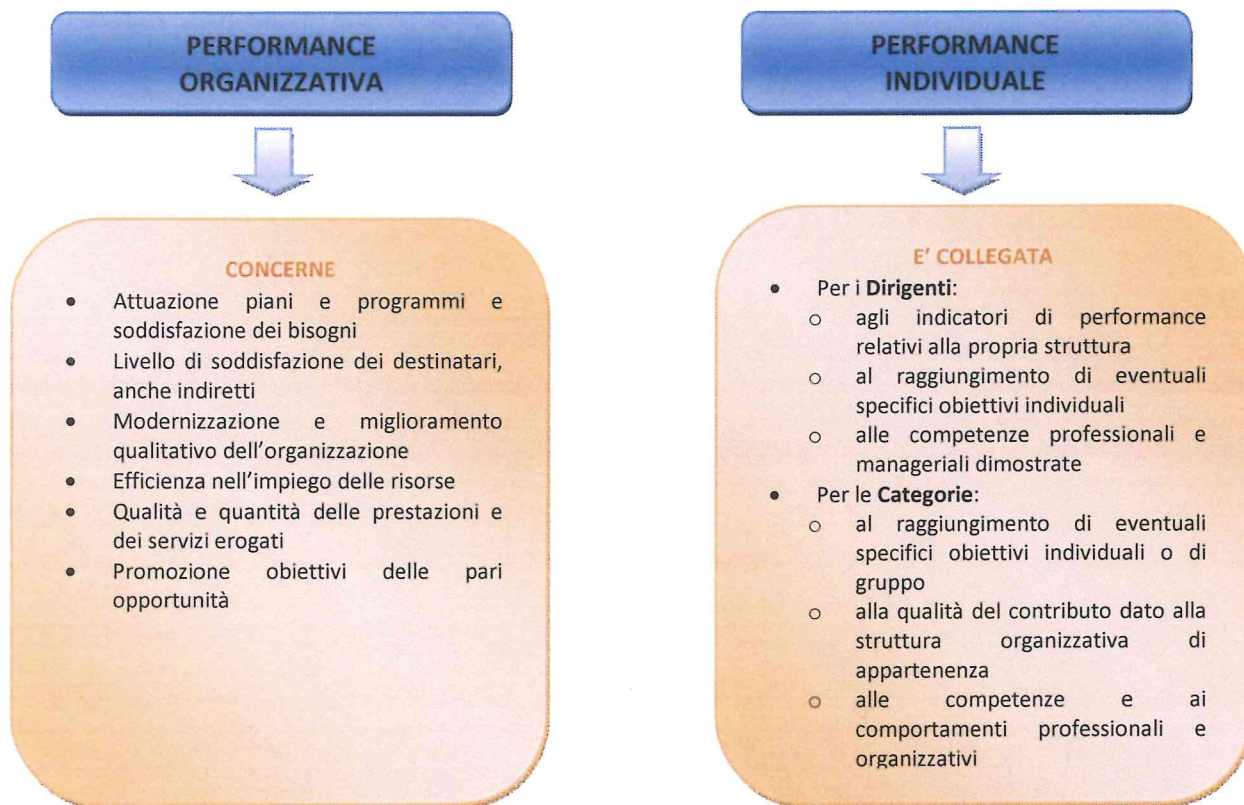 PERFORMANCE
ORGANIZZATIVA
CONCERNE
• Attuazione piani e programmi e
soddisfazione dei bisogni
• Livello di soddisfazione dei destinatari,
anche indiretti
• Modernizzazione e miglioramento
qualitativo dell’organizzazione
• Efficienza nell’impiego delle risorse
• Qualità e quantità delle prestazioni e
dei servizi erogati
• Promozione obiettivi delle pari
opportunità
PERFORMANCE
INDIVIDUALE
E’ COLLEGATA
• Per i Dirigenti:
o agli indicatori di performance
relativi alla propria struttura
o al raggiungimento di eventuali
specifici obiettivi individuali
o alle competenze professionali e
manageriali dimostrate
• Per le Categorie:
o al raggiungimento di eventuali
specifici obiettivi individuali o di
gruppo
o alla qualità del contributo dato alla
struttura organizzativa di
appartenenza
o alle competenze e ai
comportamenti professionali e
organizzativi